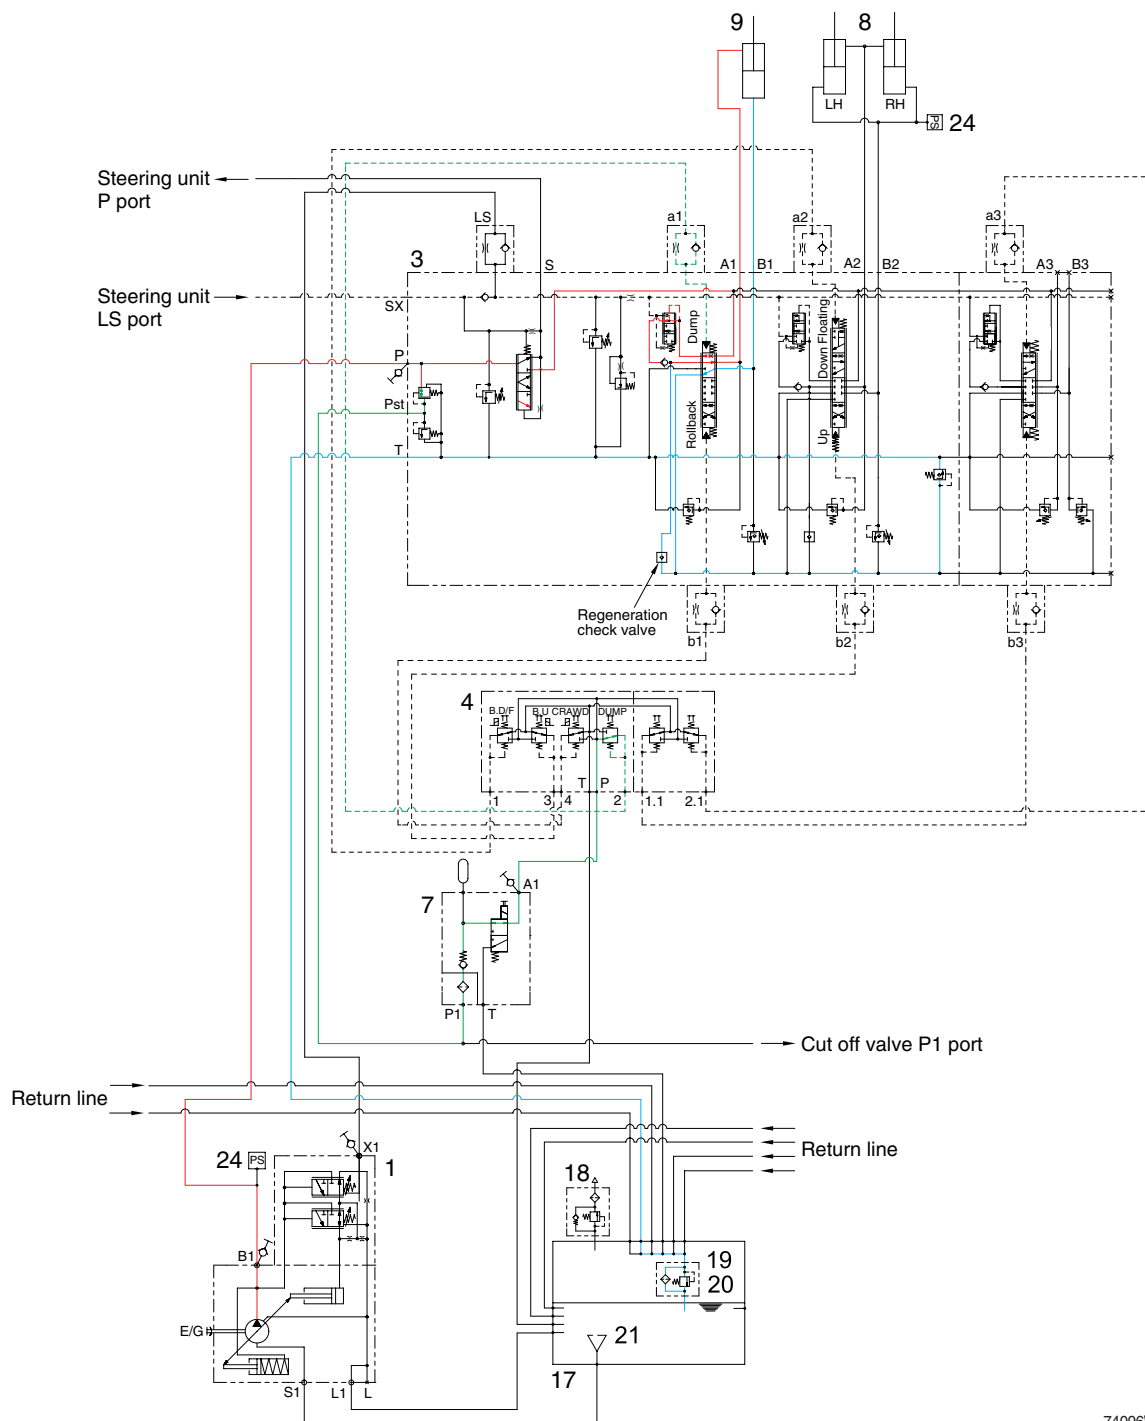 9
8
LH
RH
PS
24
Steering unit
P port
LS
a1
a2
a3
3
S
A1
B1
A2
B2
A3
B3
Steering unit
LS port
SX
Dump
Down Floating
P
Pst
Rollback
Up
T
Regeneration
check valve
b1
b2
b3
4
B.D/F
B.U
CRAWD
DUMP
T
P
1
3
4
2
1.1
2.1
A1
7
P1
T
Cut off valve P1 port
Return line
X1
24
PS
1
18
Return line
B1
19
20
E/G
21
17
S1
L1
L